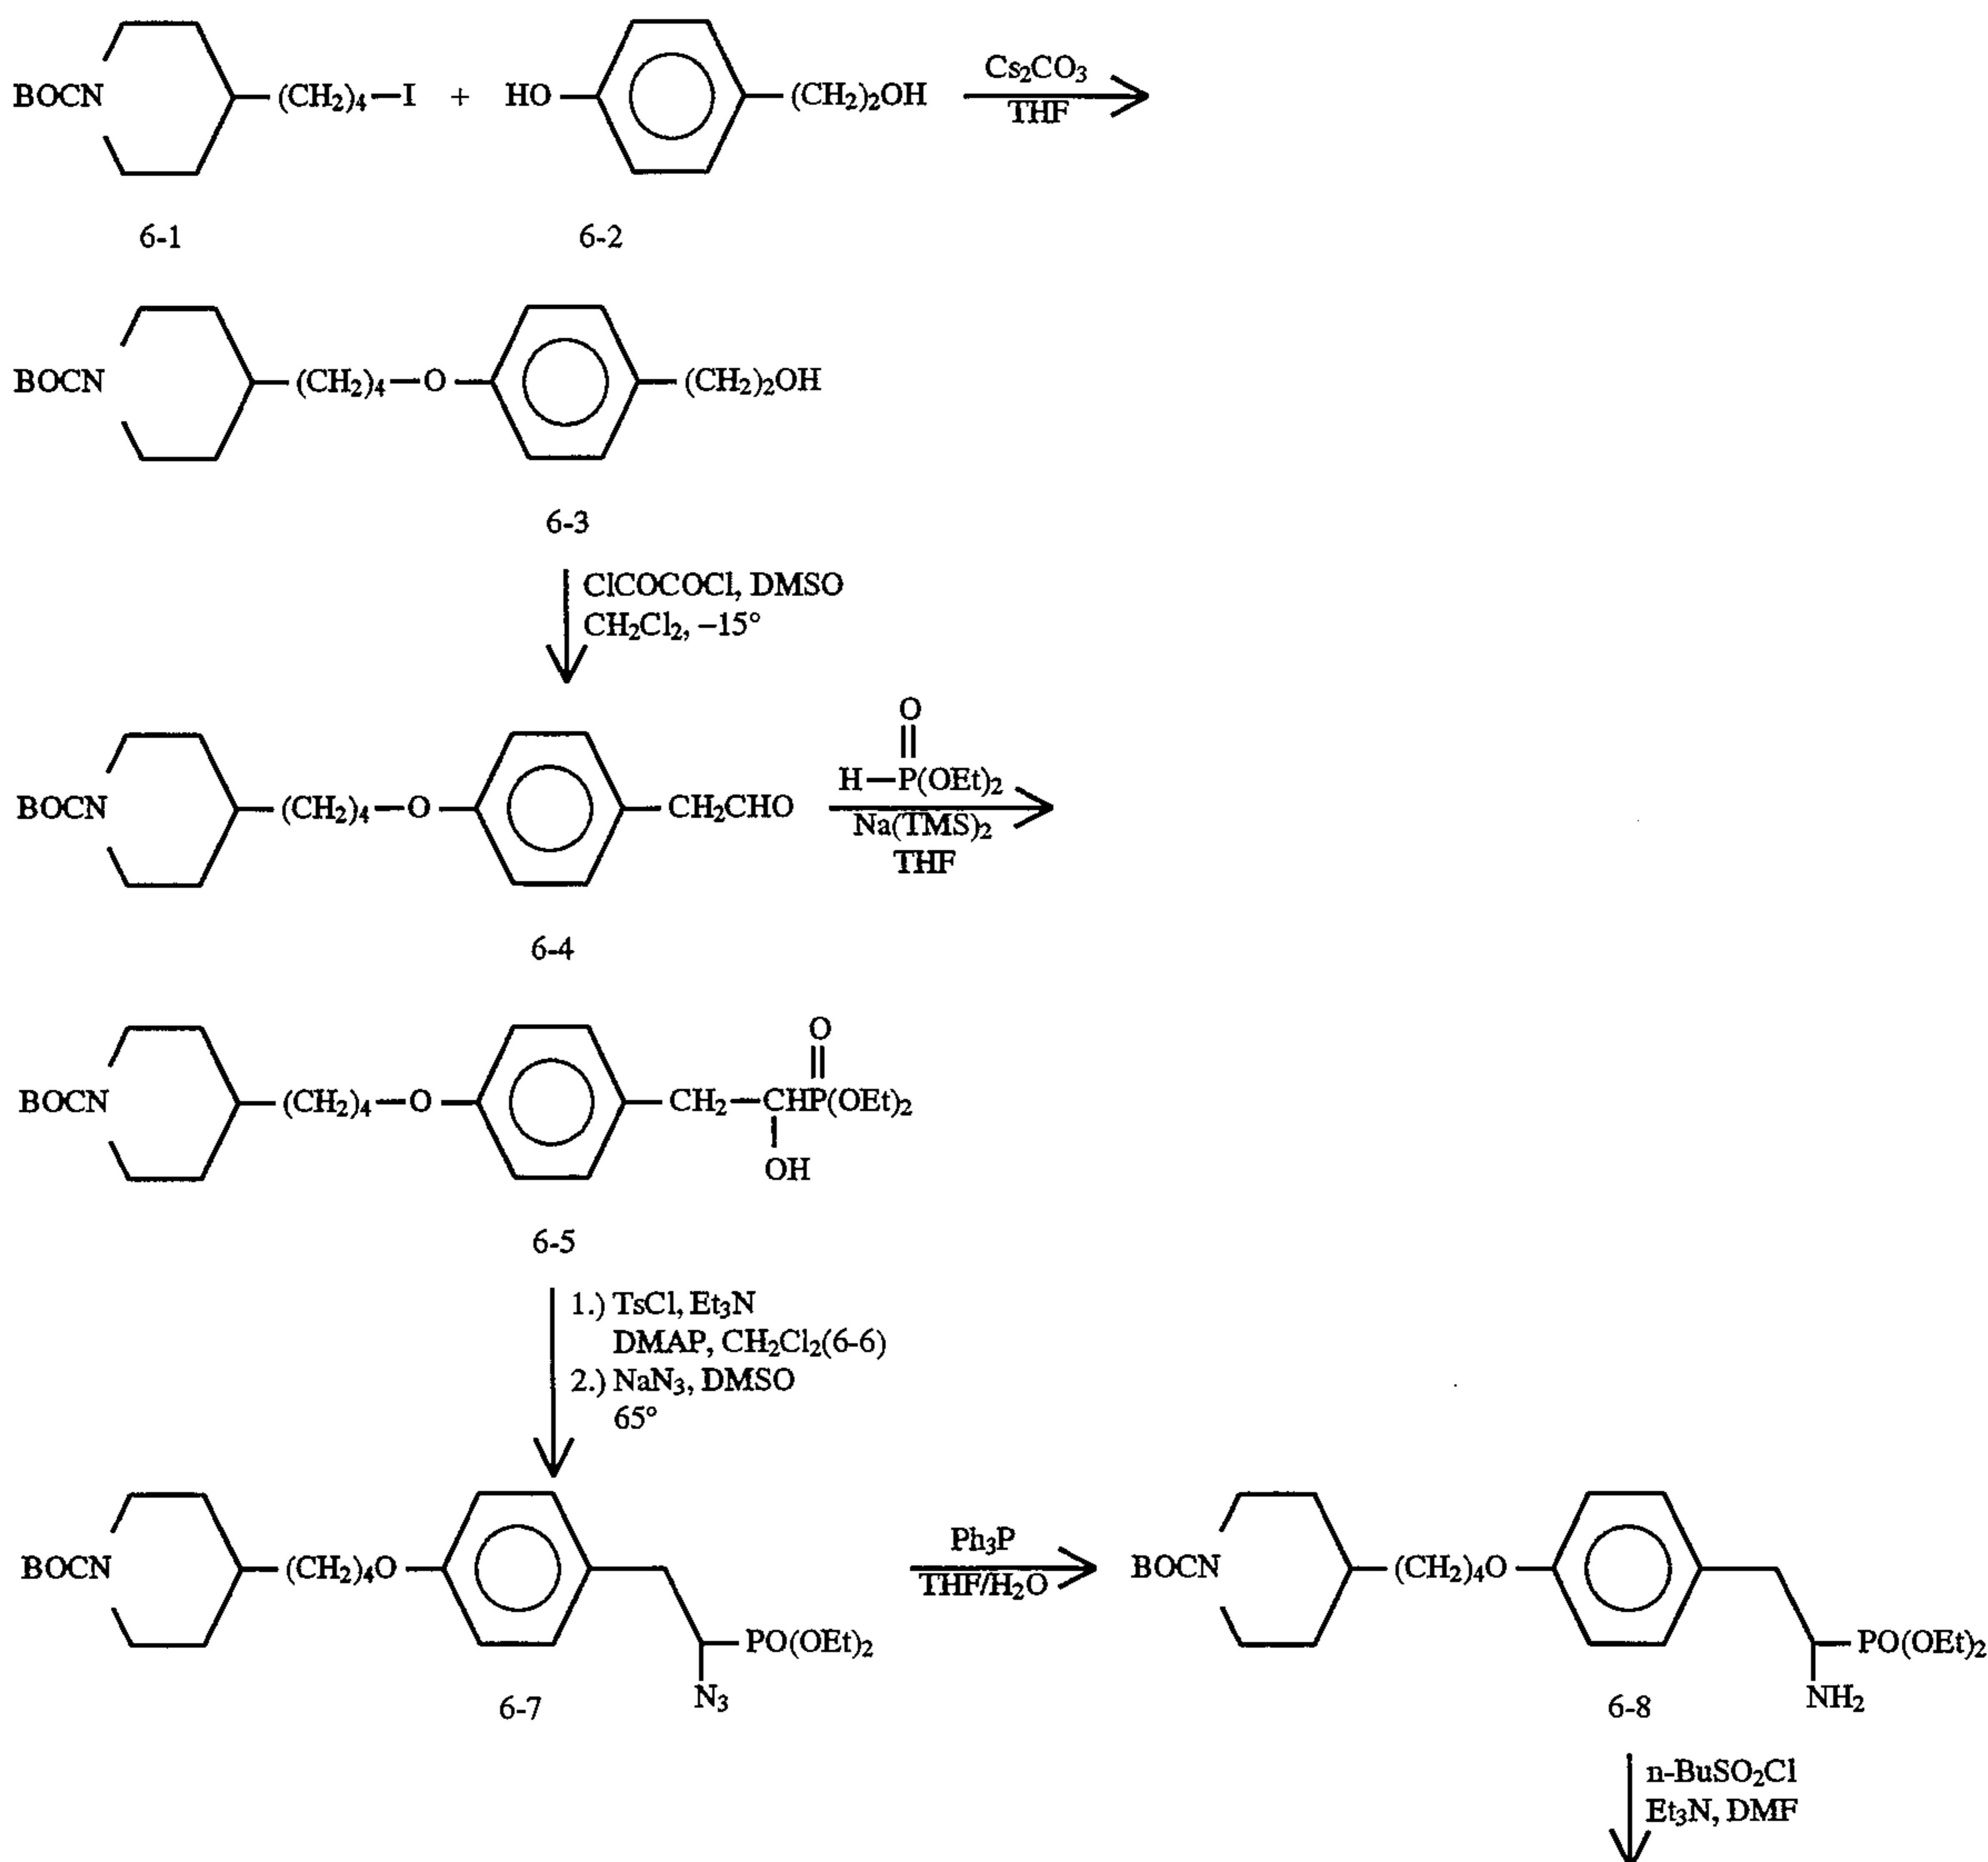 BOCN (CH₂)₄—I + HO (CH₂)₂OH Cs₂CO₃
THF
6-1 6-2
BOCN (CH₂)₄—O (CH₂)₂OH
6-3
ClCOCOCl, DMSO
CH₂Cl₂, –15°
BOCN (CH₂)₄—O CH₂CHO
O
H—P(OEt)₂
Na(TMS)₂
THF
6-4
O
BOCN (CH₂)₄—O CH₂—CHP(OEt)₂
OH
6-5
1.) TsCl, Et₃N
DMAP, CH₂Cl₂(6-6)
2.) NaN₃, DMSO
65°
BOCN (CH₂)₄O PO(OEt)₂
N₃
6-7
Ph₃P
THF/H₂O
BOCN (CH₂)₄O PO(OEt)₂
NH₂
6-8
n-BuSO₂Cl
Et₃N, DMF